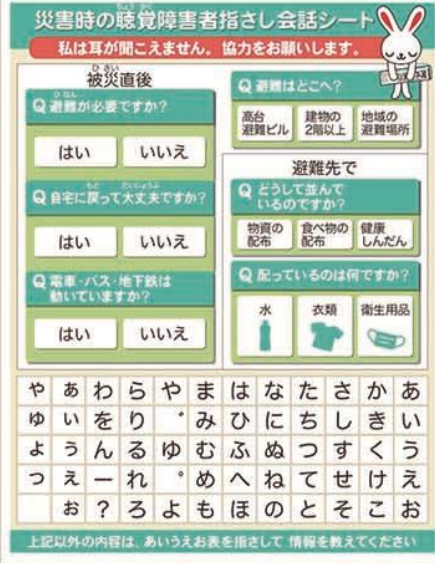 災害時の聴覚障害者指さし会話シート
私は耳が聞こえません。協力をお願いします。
被災直後
Q 避難が必要ですか?
はい いいえ
Q 自宅に戻って大丈夫ですか?
はい いいえ
Q 電車・バス・地下鉄は
動いていますか?
はい いいえ
Q 避難はどこへ?
高台 建物の 地域の
避難ビル 2階以上 避難場所
避難先で
Q どうして並んで
いるのですか?
物資の 食べ物の 健康
配布 配布 しんだん
Q 配っているのは何ですか?
水 衣類 衛生用品
や あ わ ら や ま は な た さ か あ
ゆ い を り ゛ み ひ に ち し き い
よ う ん る ゆ む ふ ぬ つ す く う
つ え ー れ ゜ め へ ね て せ け え
お ? ろ よ も ほ の と そ こ お
上記以外の内容は、あいうえお表を指さして 情報を教えてください